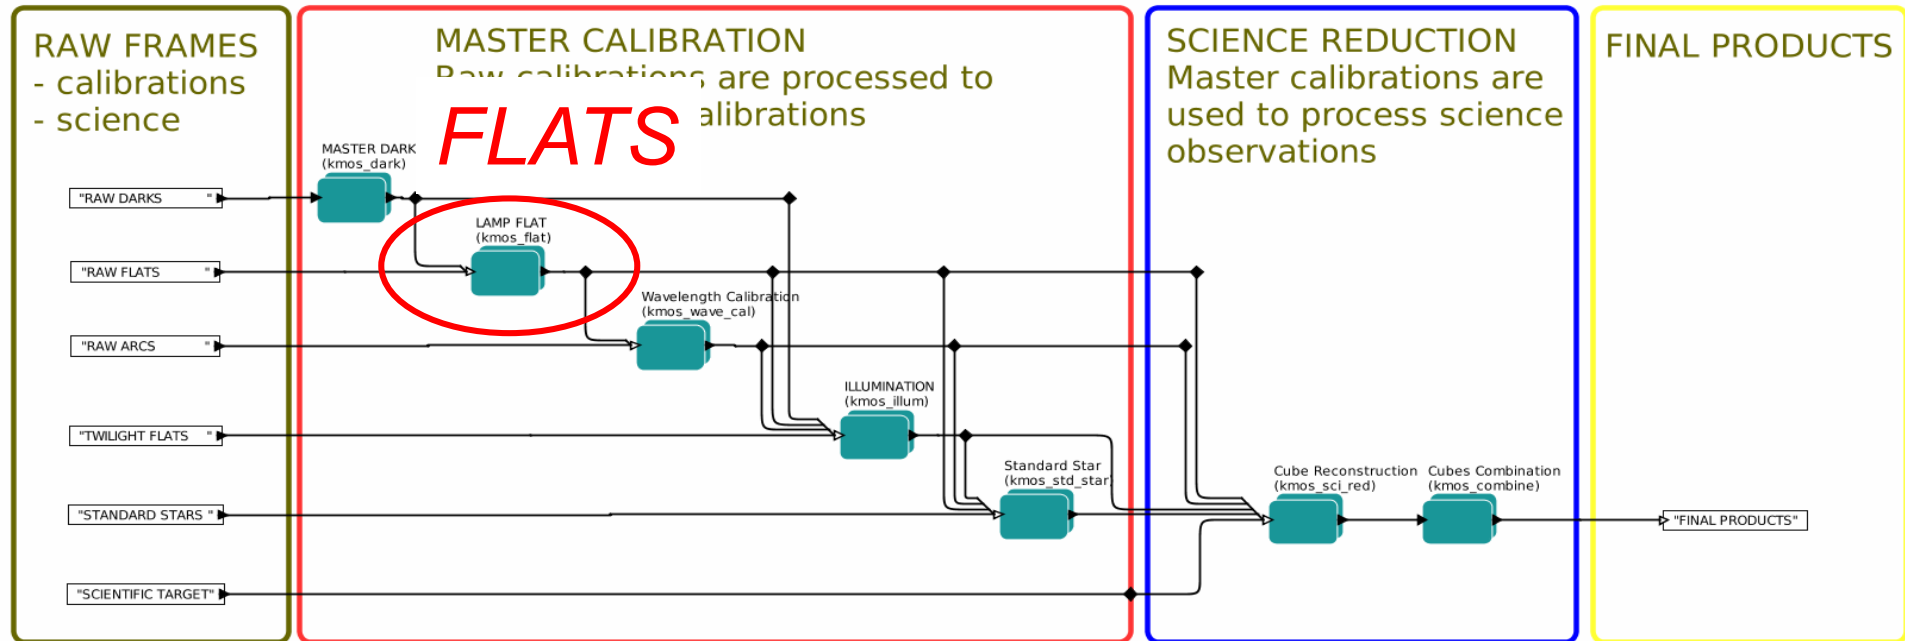 RAW FRAMES
- calibrations
- science
MASTER CALIBRATION
Raw calibrations are processed to
alibrations
FLATS
SCIENCE REDUCTION
Master calibrations are
used to process science
observations
FINAL PRODUCTS
MASTER DARK
(kmos_dark)
"RAW DARKS "
LAMP FLAT
(kmos_flat)
"RAW FLATS "
Wavelength Calibration
(kmos_wave_cal)
"RAW ARCS "
ILLUMINATION
(kmos_illum)
"TWILIGHT FLATS "
Standard Star
(kmos_std_star)
"STANDARD STARS "
Cube Reconstruction
(kmos_sci_red)
Cubes Combination
(kmos_combine)
"FINAL PRODUCTS"
"SCIENTIFIC TARGET"